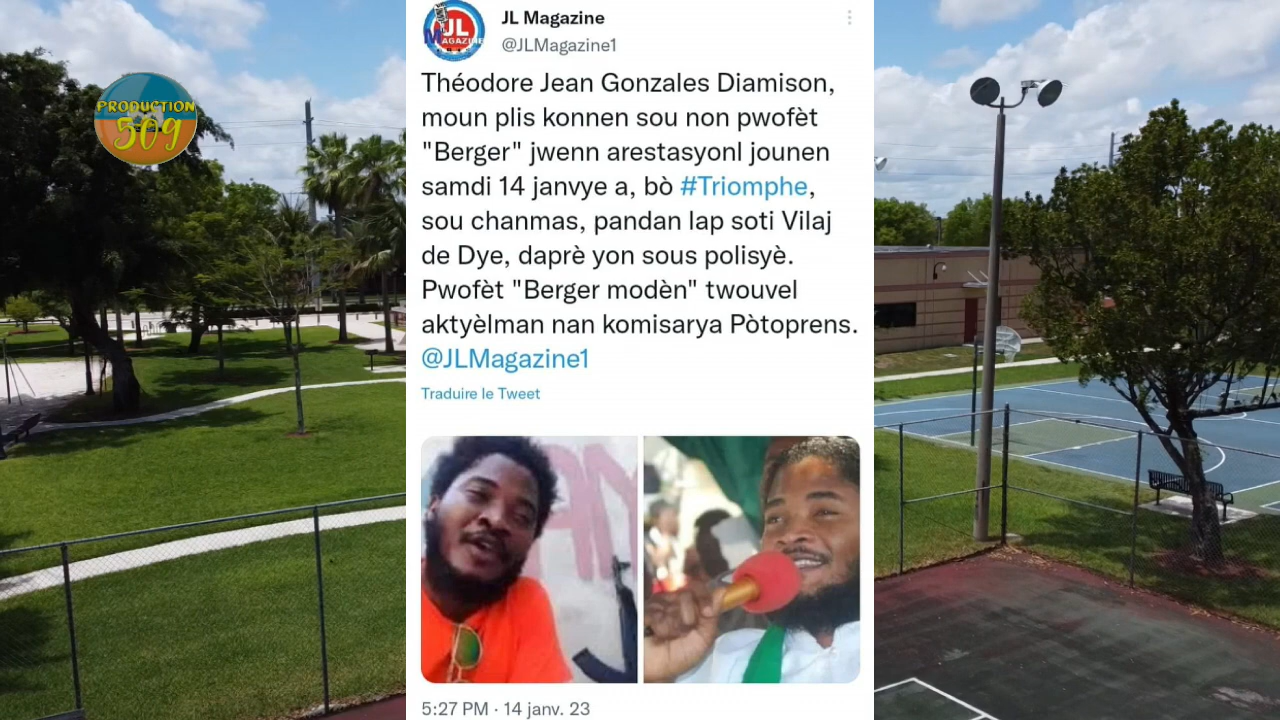 PRODUCTION
509
JL
MAGAZINE
JL Magazine
@JLMagazine1
Théodore Jean Gonzales Diamison,
moun plis konnen sou non pwofèt
"Berger" jwenn arestasyonl jounen
samdi 14 janvye a, bò #Triomphe,
sou chanmas, pandan lap soti Vilaj
de Dye, daprè yon sous polisyè.
Pwofèt "Berger modèn" twouvel
aktyèlman nan komisarya Pòtoprens.
@JLMagazine1
Traduire le Tweet
5:27 PM · 14 janv. 23